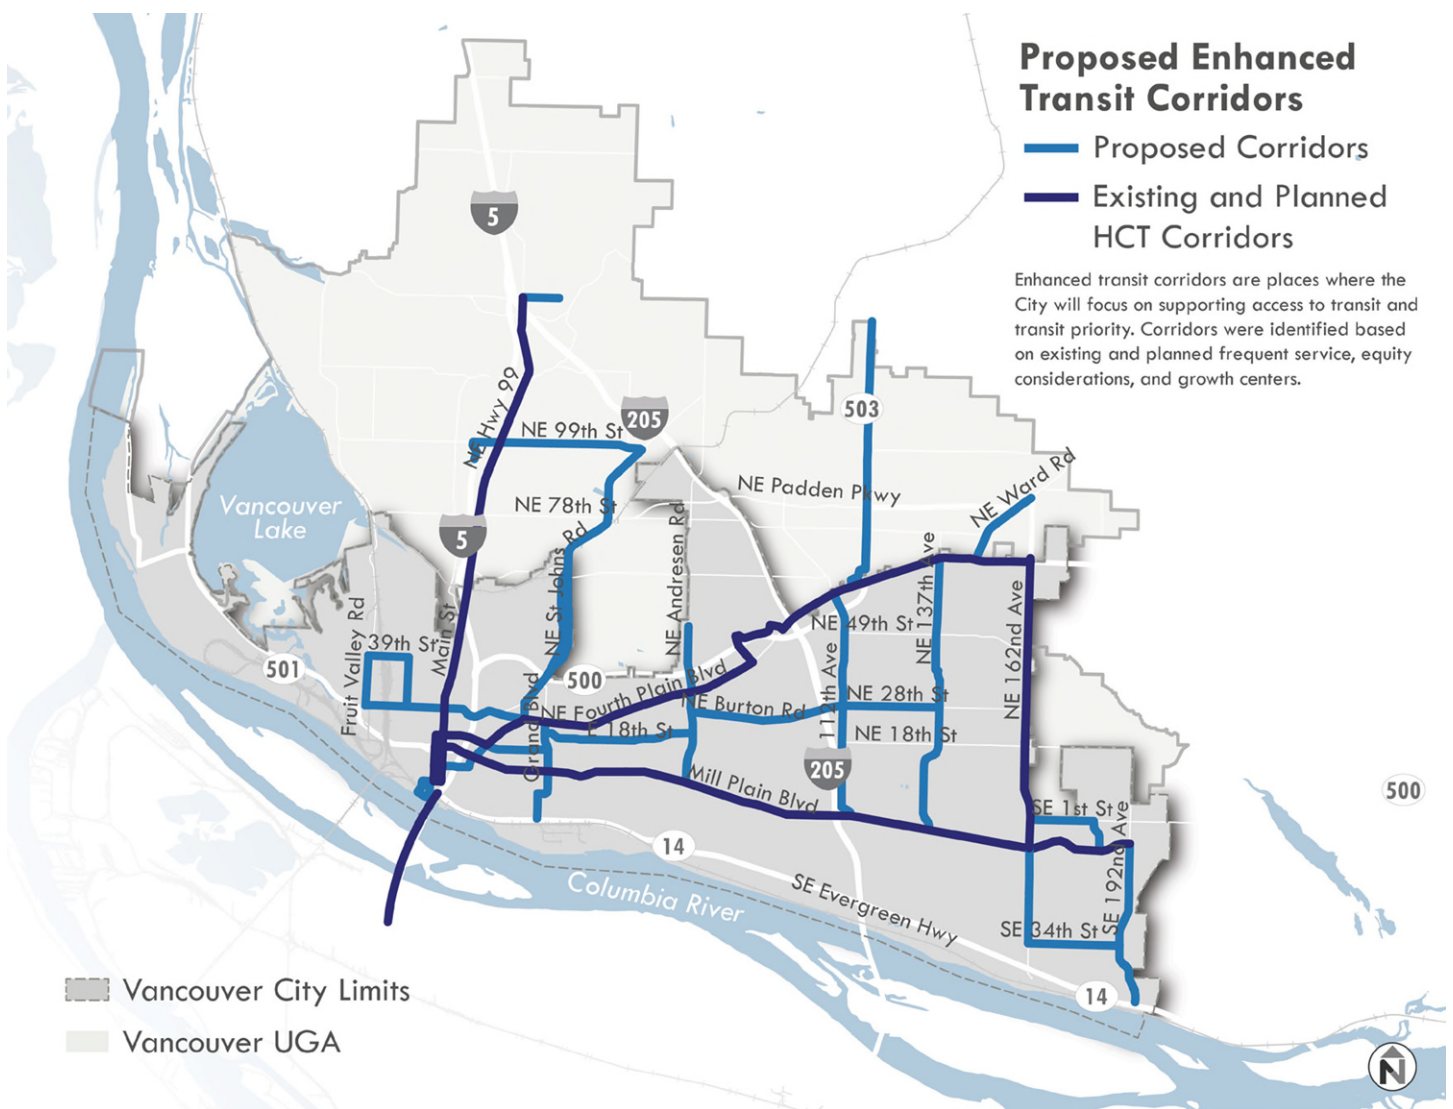 Proposed Enhanced
Transit Corridors
Proposed Corridors
Existing and Planned
HCT Corridors
Enhanced transit corridors are places where the
City will focus on supporting access to transit and
transit priority. Corridors were identified based
on existing and planned frequent service, equity
considerations, and growth centers.
5
NE Hwy 99
205
503
NE 99th St
NE Ward Rd
NE Padden Pkwy
Vancouver
Lake
NE 78th St
5
NE St Johns Rd
NE Andresen Rd
NE 137th Ave
Fruit Valley Rd
39th St
Main St
NE 49th St
NE 162nd Ave
501
500
NE Fourth Plain Blvd
112th Ave
NE 28th St
NE Burton Rd
Grand Blvd
E 18th St
NE 18th St
205
Mill Plain Blvd
500
SE 1st St
14
SE 192nd Ave
Columbia River
SE Evergreen Hwy
SE 34th St
14
Vancouver City Limits
Vancouver UGA
N